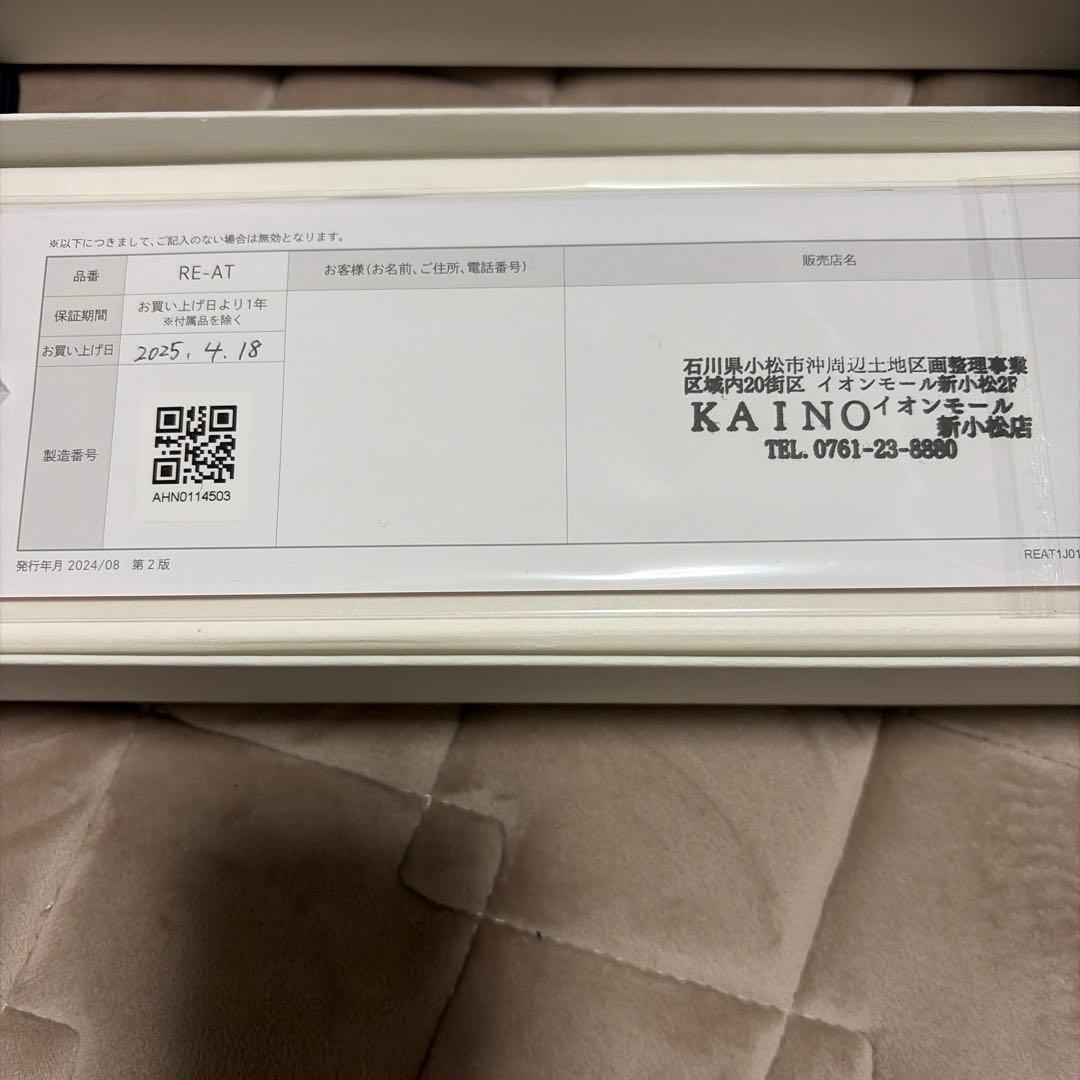 ※以下につきまして、ご記入のない場合は無効となります。
品番
RE-AT
お客様(お名前、ご住所、電話番号)
販売店名
保証期間
お買い上げ日より1年
※付属品を除く
お買い上げ日
2025, 4. 18
製造番号
AHN0114503
石川県小松市沖周辺土地区画整理事業
区域内20街区 イオンモール新小松2F
KAINO イオンモール
新小松店
TEL. 0761-23-8880
発行年月 2024/08 第2版
REAT1J01